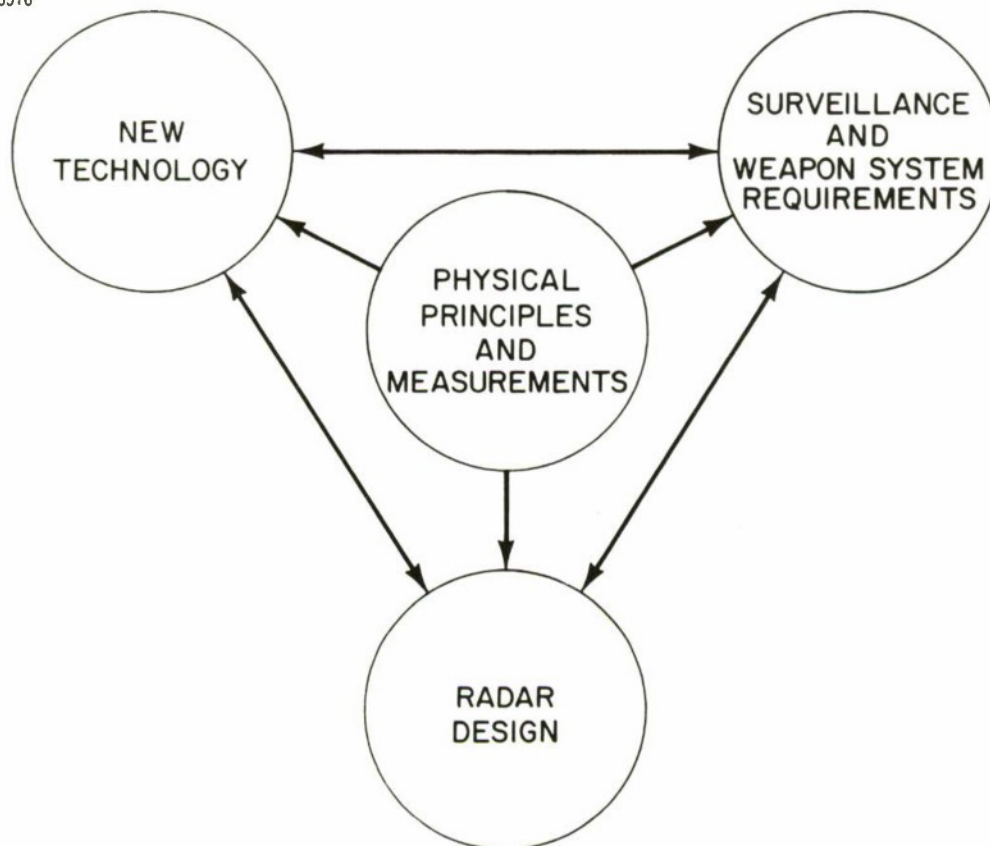 NEW
TECHNOLOGY
SURVEILLANCE
AND
WEAPON SYSTEM
REQUIREMENTS
PHYSICAL
PRINCIPLES
AND
MEASUREMENTS
RADAR
DESIGN